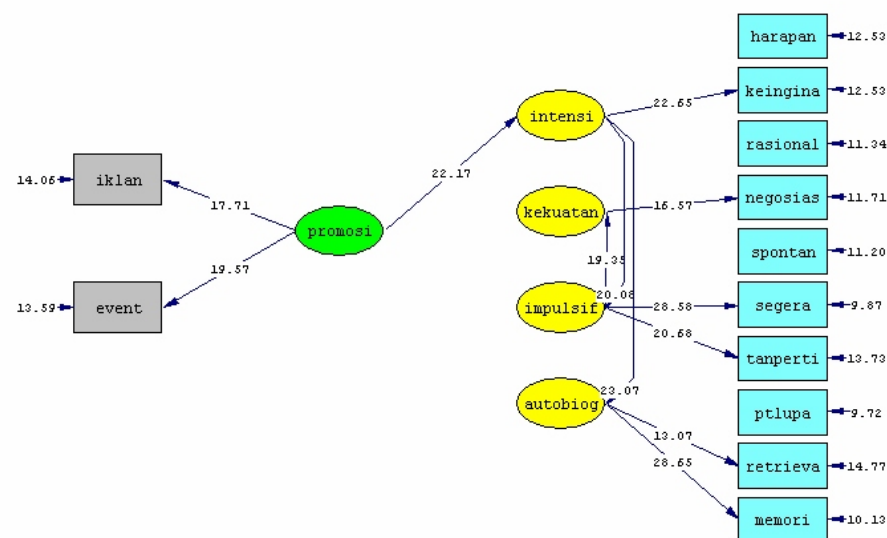 harapan 12.53
keingina 12.53
rasional 11.34
negosias 11.71
spontan 11.20
segera 9.87
tanperti 13.73
ptlupa 9.72
retrieva 14.77
memori 10.13
intensi
kekuatan
impulsif
autobiog
promosi
14.06 iklan
13.59 event
17.71
19.57
22.17
22.65
16.57
19.35
20.08
28.58
20.68
23.07
13.07
28.65